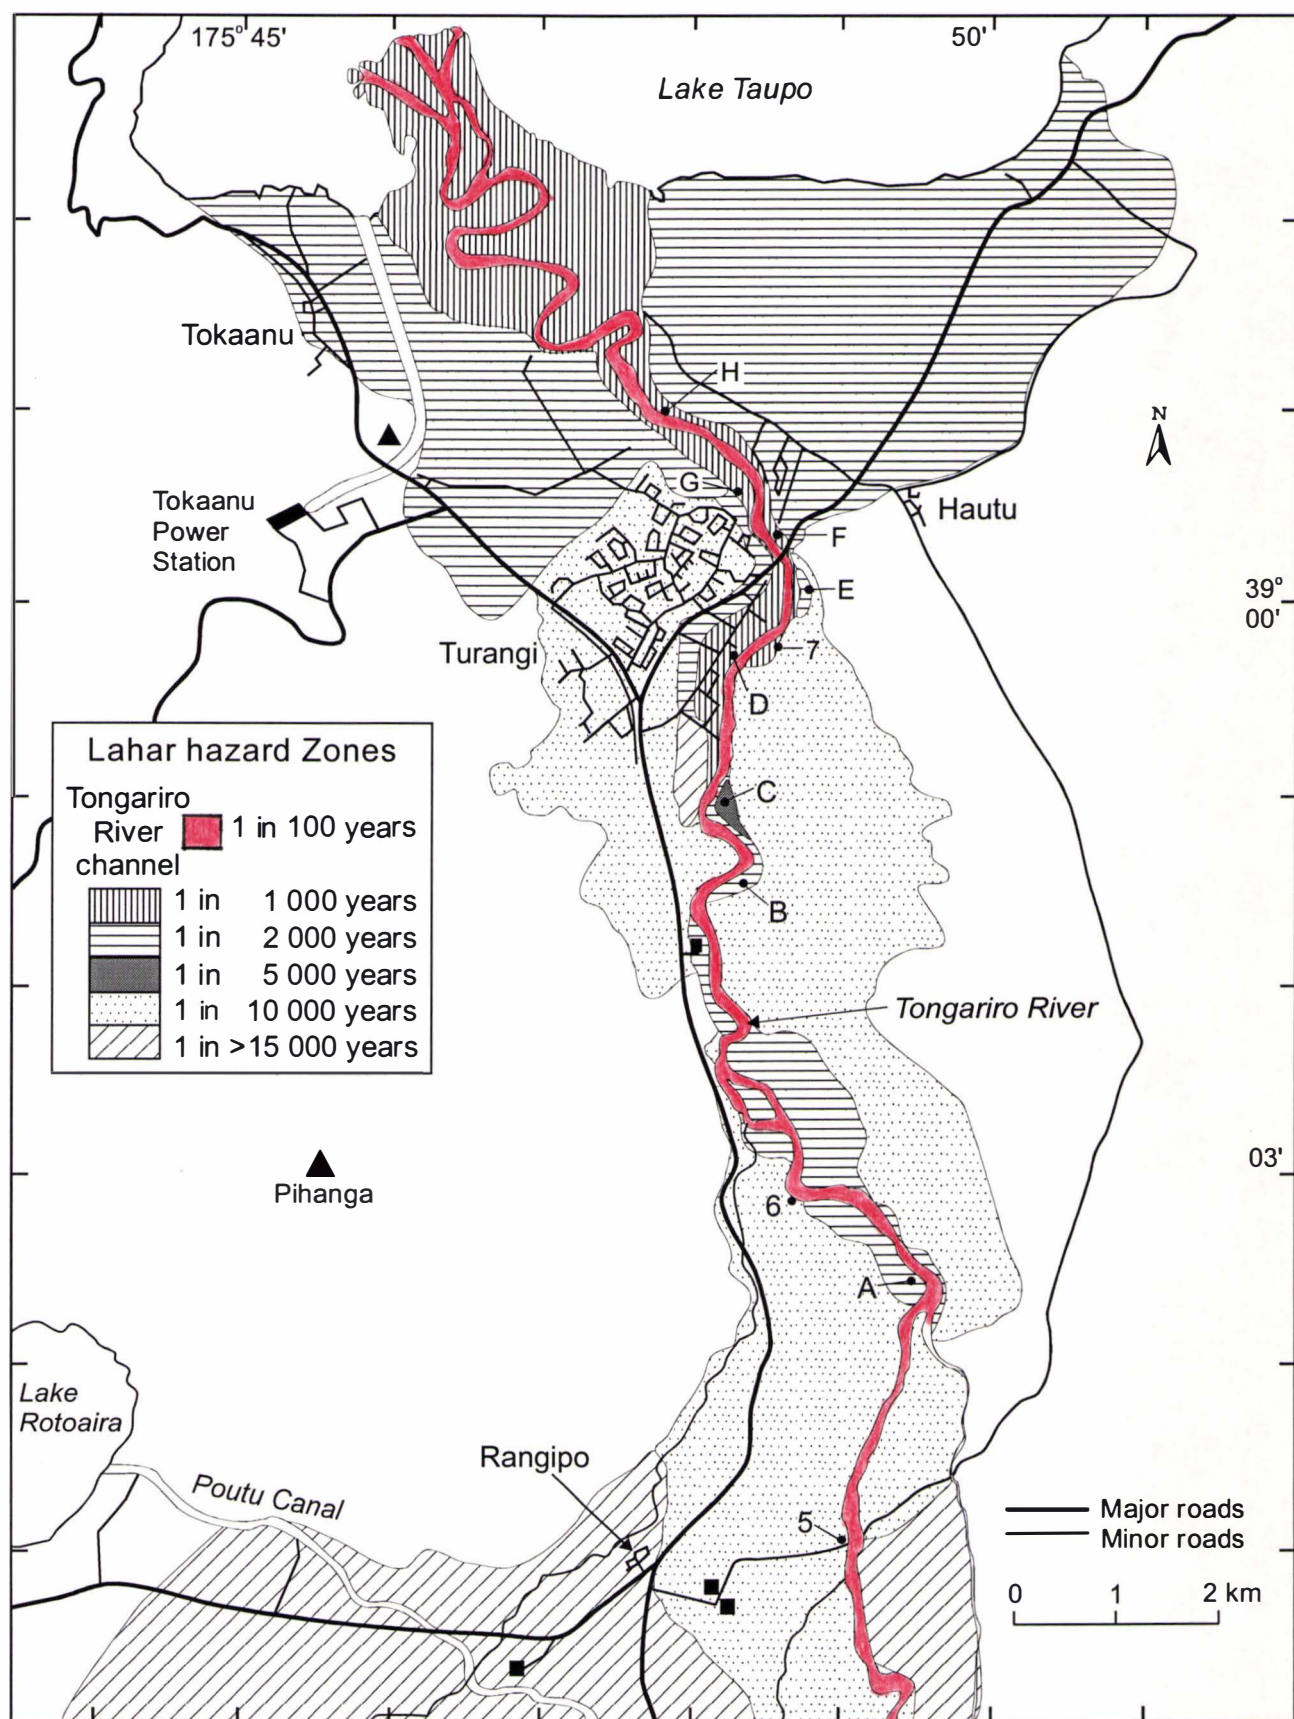 175° 45'
50'
Lake Taupo
Tokaanu
H
N
G
Tokaanu
Power
Station
Hautu
F
E
39°
00'
Turangi
7
D
Lahar hazard Zones
Tongariro
River
channel
1 in 100 years
C
1 in 1 000 years
1 in 2 000 years
1 in 5 000 years
1 in 10 000 years
1 in >15 000 years
B
Tongariro River
03'
Pihanga
6
A
Lake
Rotoaira
Rangipo
Poutu Canal
5
Major roads
Minor roads
0 1 2 km